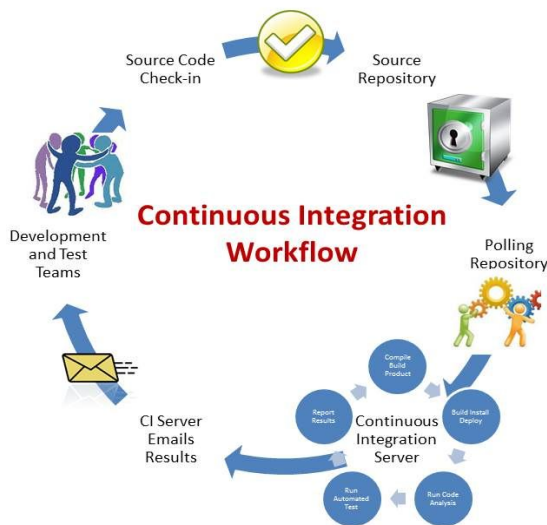 Source Code
Check-in
Source
Repository
Continuous Integration
Workflow
Development
and Test
Teams
Polling
Repository
Compile
Build
Product
Report
Results
Continuous
Integration
Server
Build Install
Deploy
CI Server
Emails
Results
Run
Automated
Test
Run Code
Analysis